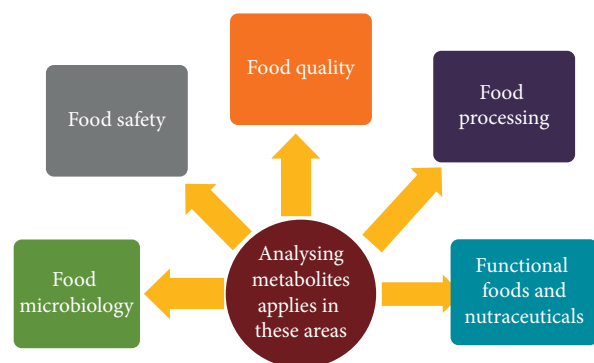 Food quality
Food safety
Food
processing
Food
microbiology
Analysing
metabolites
applies in
these areas
Functional
foods and
nutraceuticals